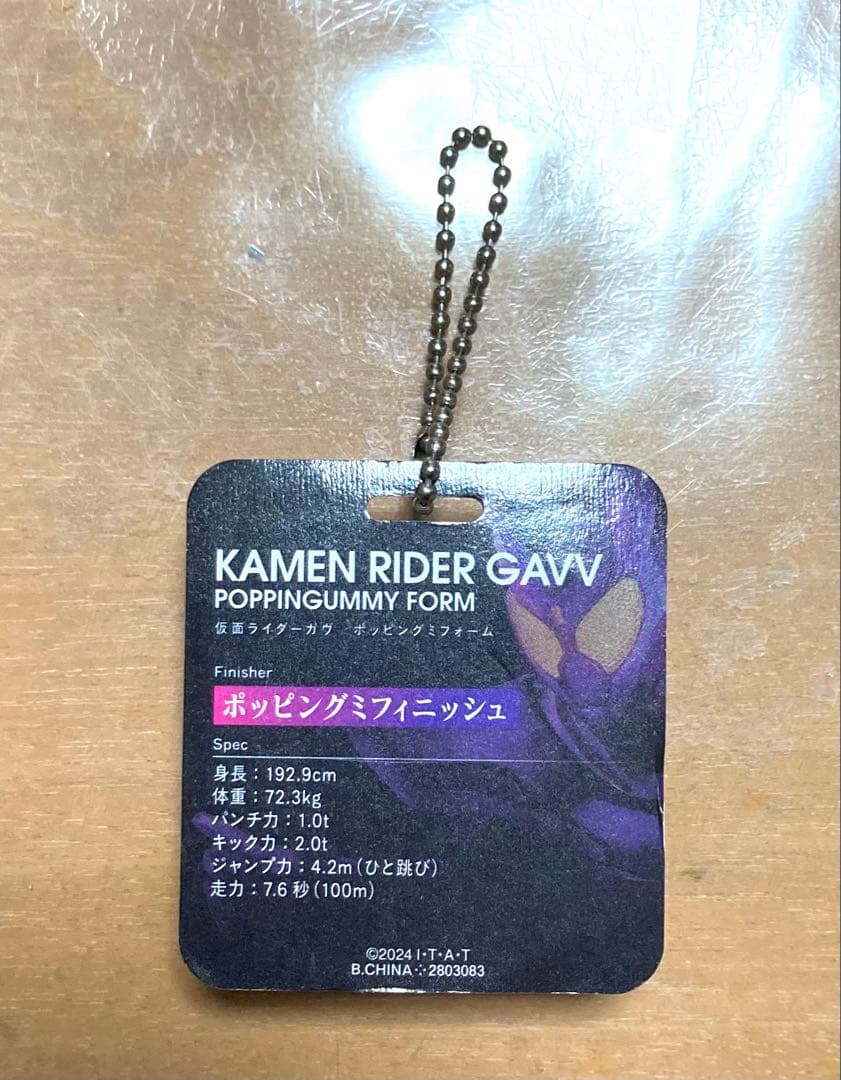 KAMEN RIDER GAVV
POPPINGUMMY FORM
仮面ライダーガヴ　ポッピングミフォーム
Finisher
ポッピングミフィニッシュ
Spec
身長：192.9cm
体重：72.3kg
パンチ力：1.0t
キック力：2.0t
ジャンプ力：4.2m（ひと跳び）
走力：7.6 秒（100m）
©2024 I・T・A・T
B.CHINA 2803083